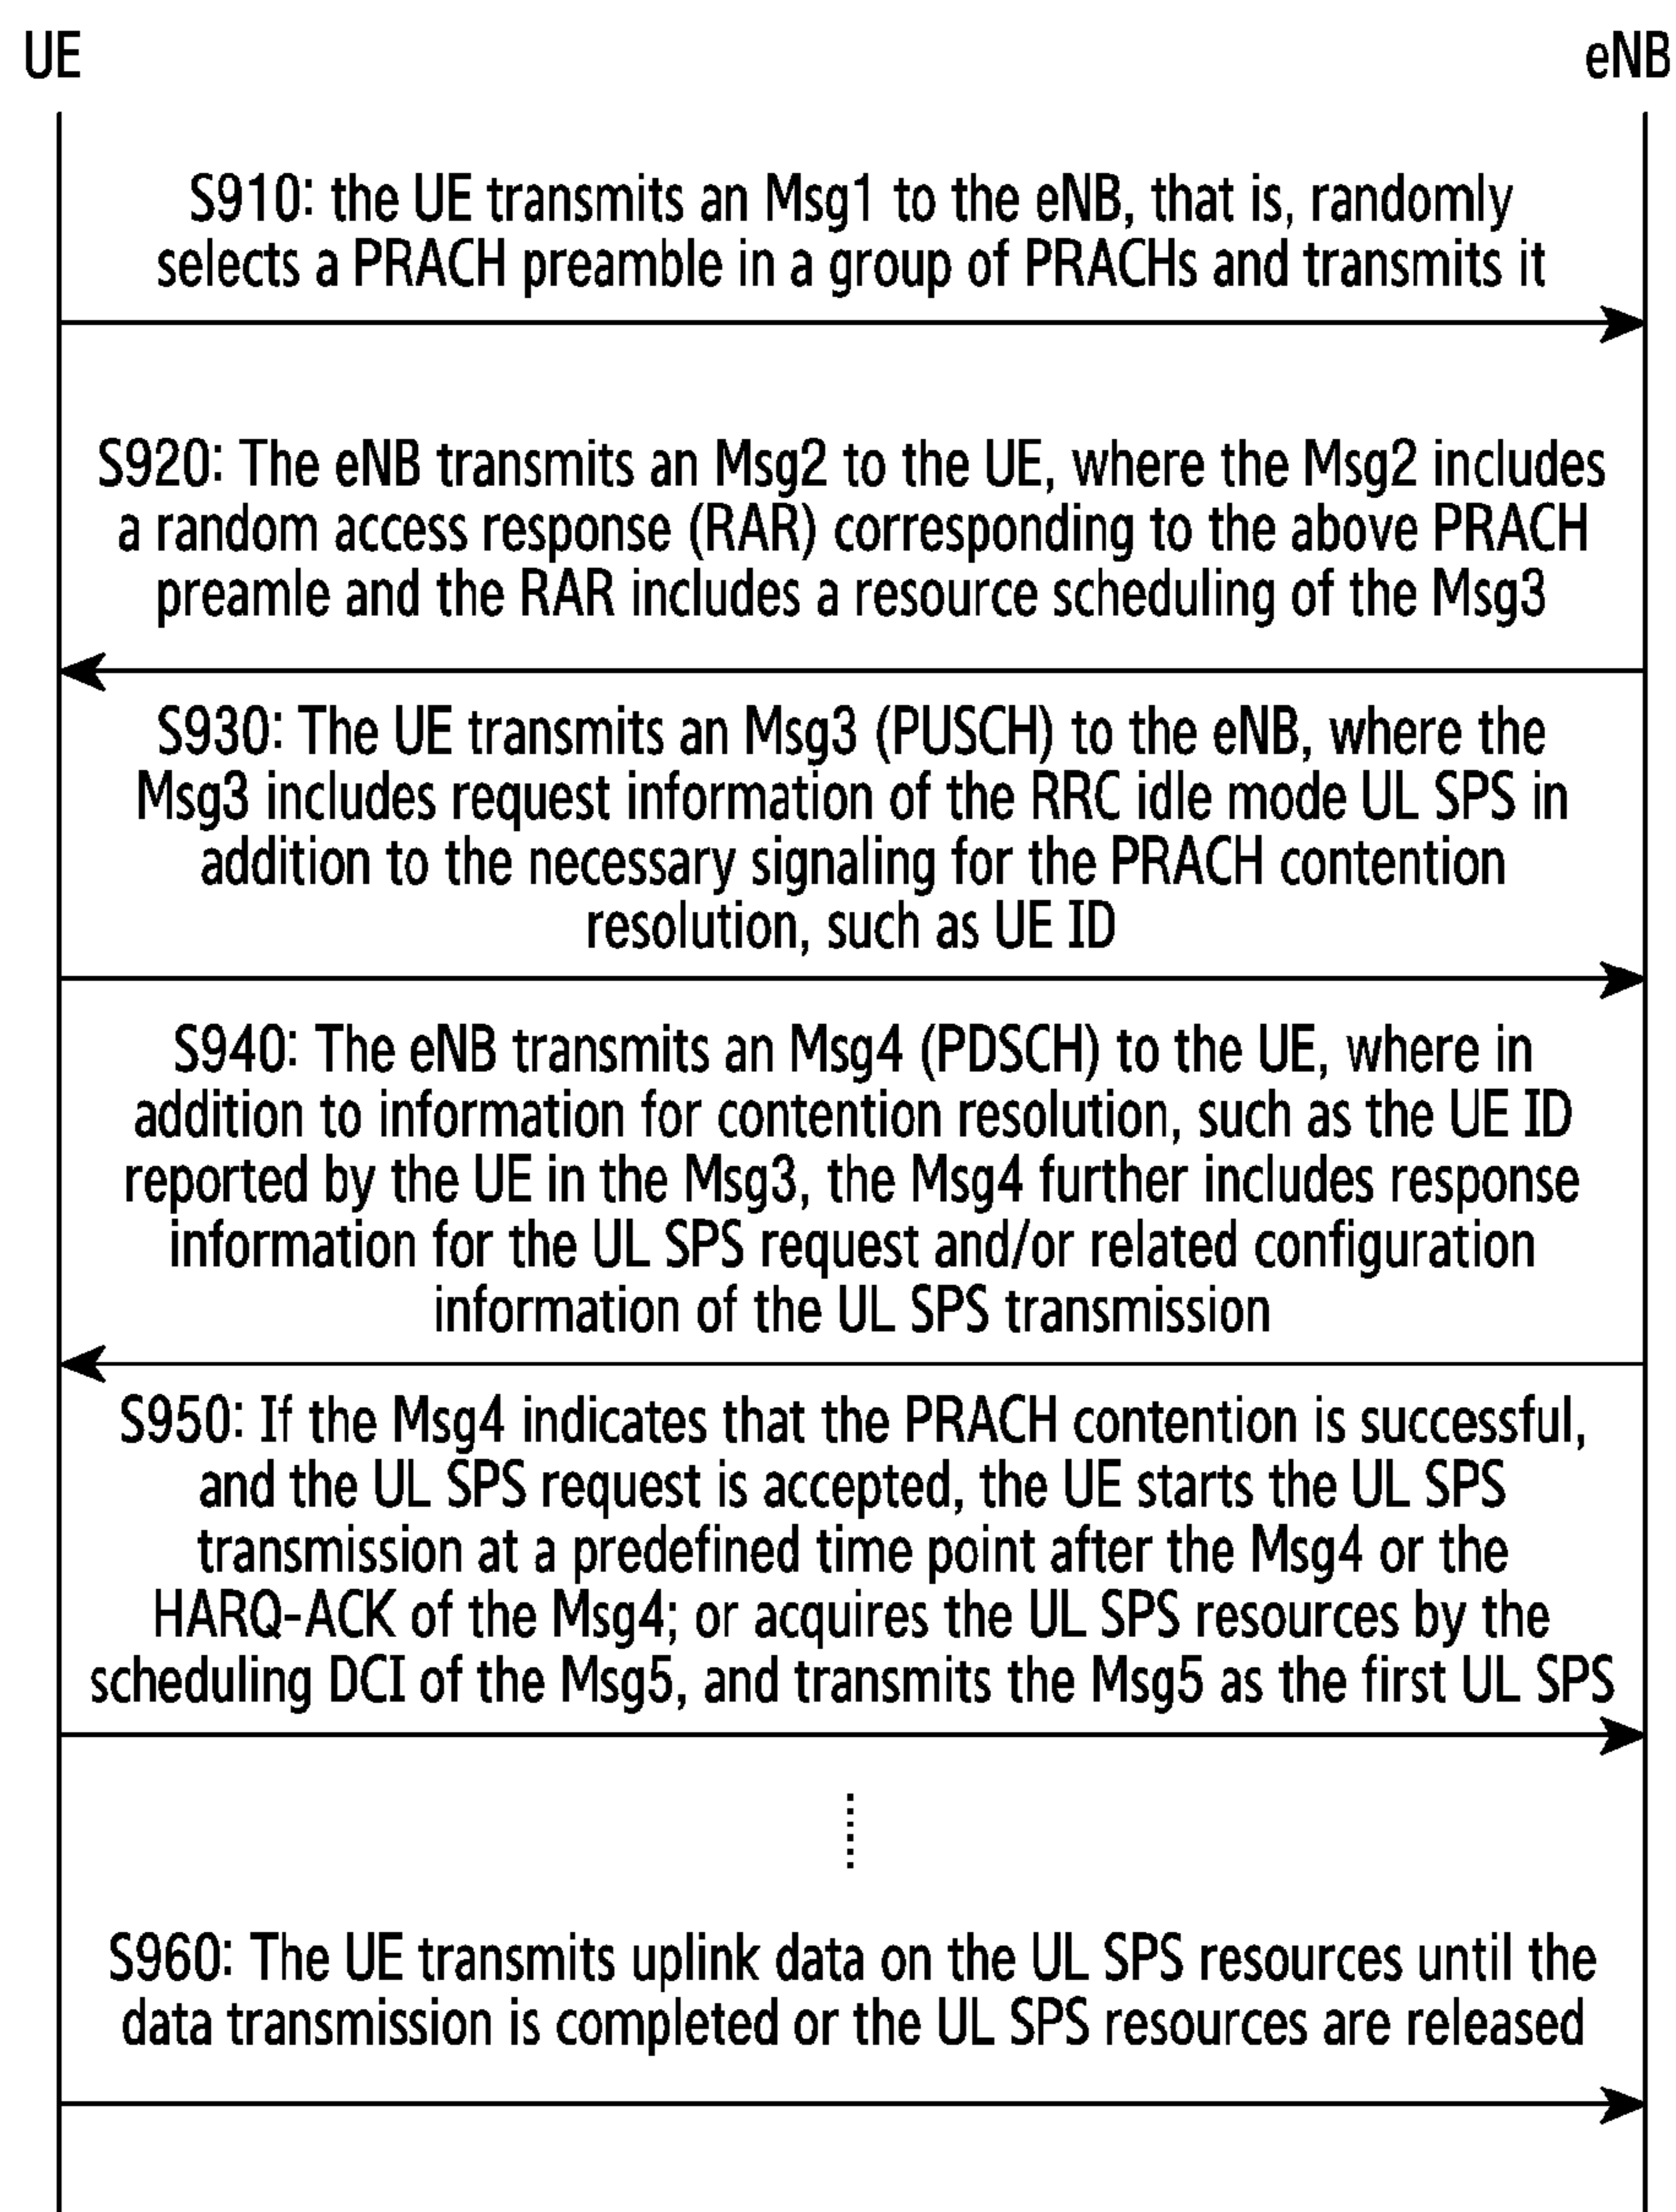 UE
eNB
S910: the UE transmits an Msg1 to the eNB, that is, randomly
selects a PRACH preamble in a group of PRACHs and transmits it
S920: The eNB transmits an Msg2 to the UE, where the Msg2 includes
a random access response (RAR) corresponding to the above PRACH
preamle and the RAR includes a resource scheduling of the Msg3
S930: The UE transmits an Msg3 (PUSCH) to the eNB, where the
Msg3 includes request information of the RRC idle mode UL SPS in
addition to the necessary signaling for the PRACH contention
resolution, such as UE ID
S940: The eNB transmits an Msg4 (PDSCH) to the UE, where in
addition to information for contention resolution, such as the UE ID
reported by the UE in the Msg3, the Msg4 further includes response
information for the UL SPS request and/or related configuration
information of the UL SPS transmission
S950: If the Msg4 indicates that the PRACH contention is successful,
and the UL SPS request is accepted, the UE starts the UL SPS
transmission at a predefined time point after the Msg4 or the
HARQ-ACK of the Msg4; or acquires the UL SPS resources by the
scheduling DCI of the Msg5, and transmits the Msg5 as the first UL SPS
S960: The UE transmits uplink data on the UL SPS resources until the
data transmission is completed or the UL SPS resources are released